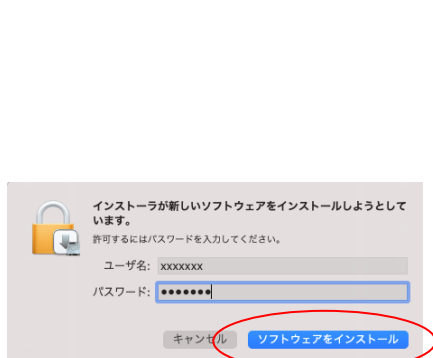 インストーラが新しいソフトウェアをインストールしようとして
います。
許可するにはパスワードを入力してください。
ユーザ名: xxxxxxx
パスワード: ●●●●●●●
キャンセル ソフトウェアをインストール